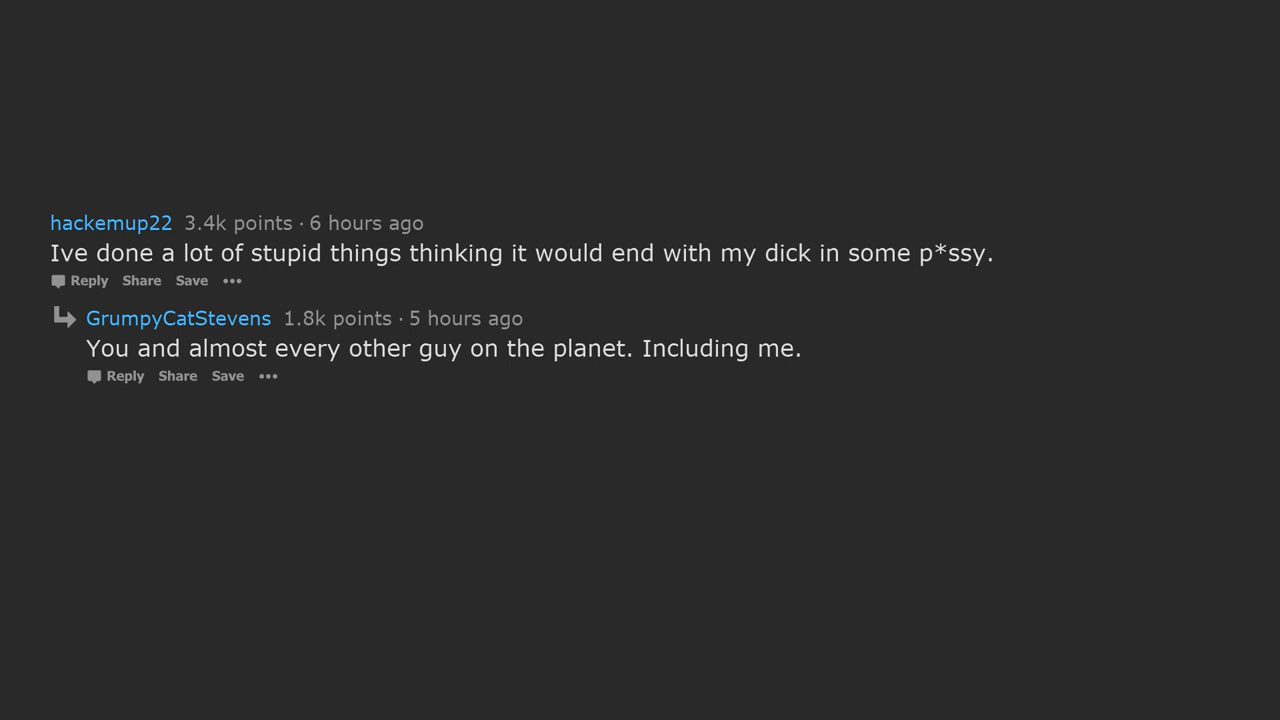 hackemup22 3.4k points · 6 hours ago
Ive done a lot of stupid things thinking it would end with my dick in some p*ssy.
Reply Share Save •••
GrumpyCatStevens 1.8k points · 5 hours ago
You and almost every other guy on the planet. Including me.
Reply Share Save •••